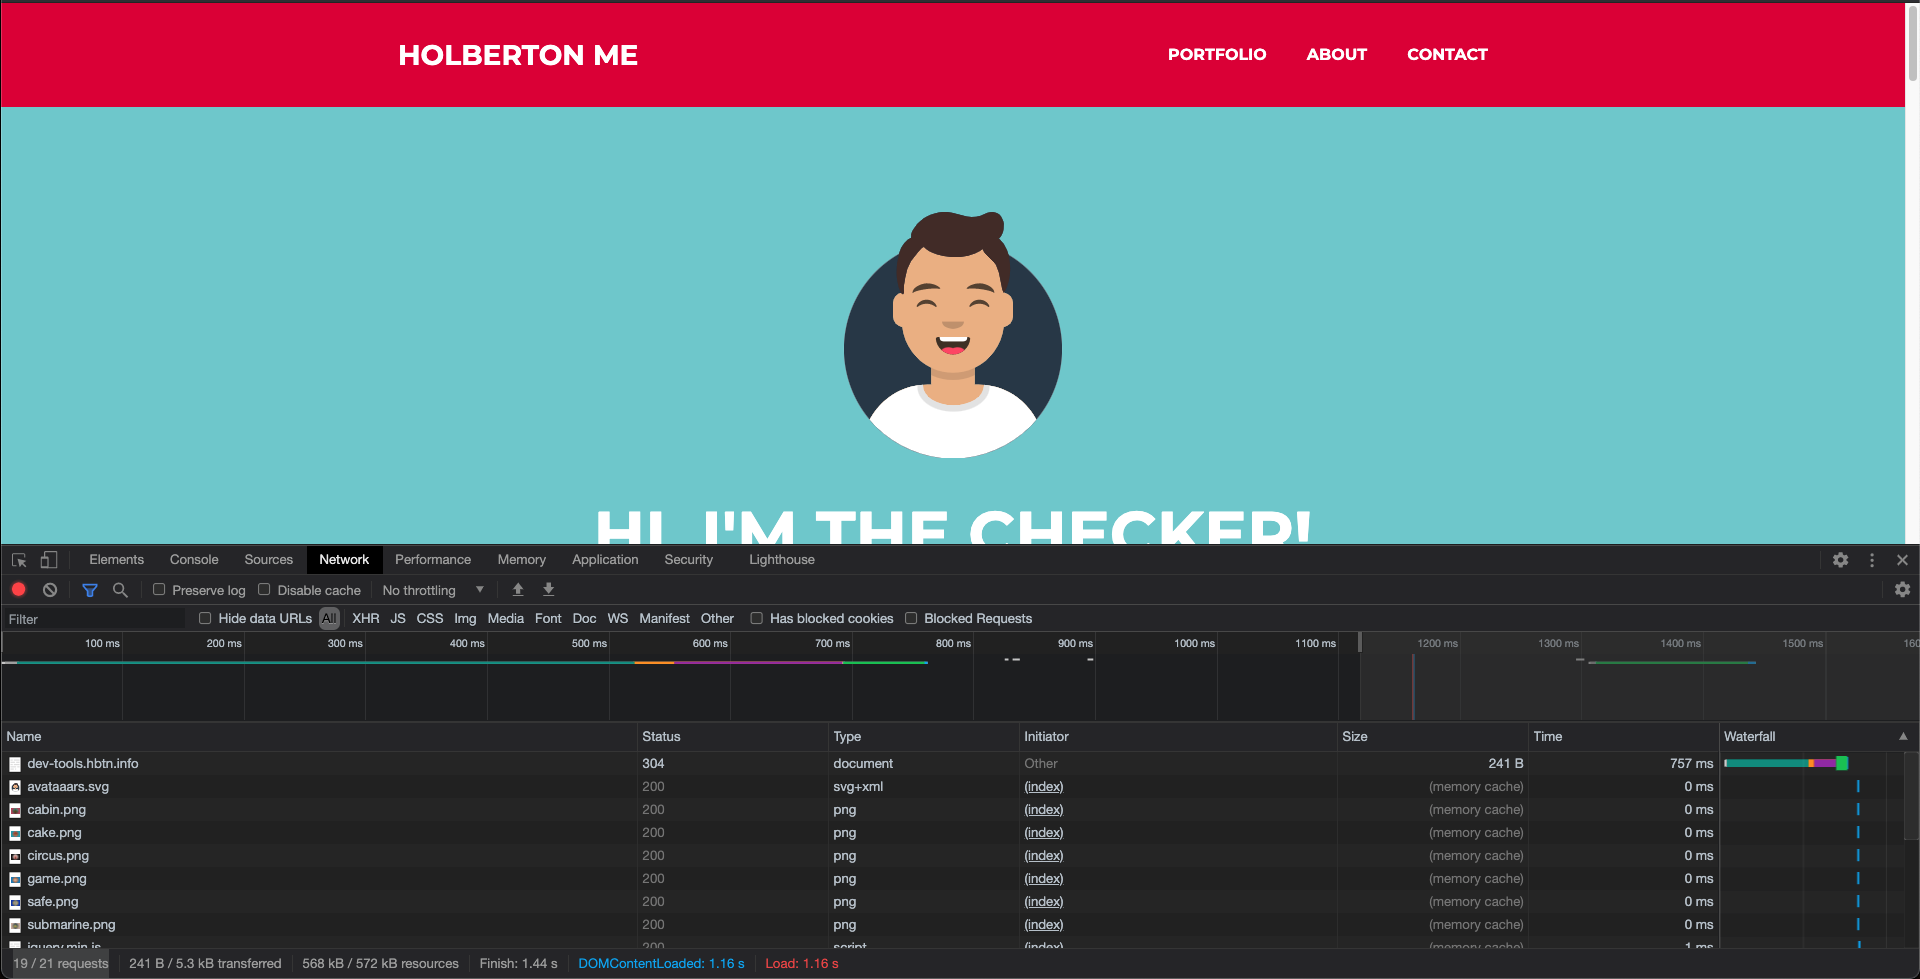 HOLBERTON ME PORTFOLIO ABOUT CONTACT
HI, I'M THE CHECKER!
Elements Console Sources Network Performance Memory Application Security Lighthouse
Preserve log Disable cache No throttling
Filter Hide data URLs All XHR JS CSS Img Media Font Doc WS Manifest Other Has blocked cookies Blocked Requests
100 ms 200 ms 300 ms 400 ms 500 ms 600 ms 700 ms 800 ms 900 ms 1000 ms 1100 ms 1200 ms 1300 ms 1400 ms 1500 ms 160
Name Status Type Initiator Size Time Waterfall
dev-tools.hbtn.info 304 document Other 241 B 757 ms
avataaars.svg 200 svg+xml (index) (memory cache) 0 ms
cabin.png 200 png (index) (memory cache) 0 ms
cake.png 200 png (index) (memory cache) 0 ms
circus.png 200 png (index) (memory cache) 0 ms
game.png 200 png (index) (memory cache) 0 ms
safe.png 200 png (index) (memory cache) 0 ms
submarine.png 200 png (index) (memory cache) 0 ms
jquery.min.js 200 script (index) (memory cache) 1 ms
19 / 21 requests 241 B / 5.3 kB transferred 568 kB / 572 kB resources Finish: 1.44 s DOMContentLoaded: 1.16 s Load: 1.16 s